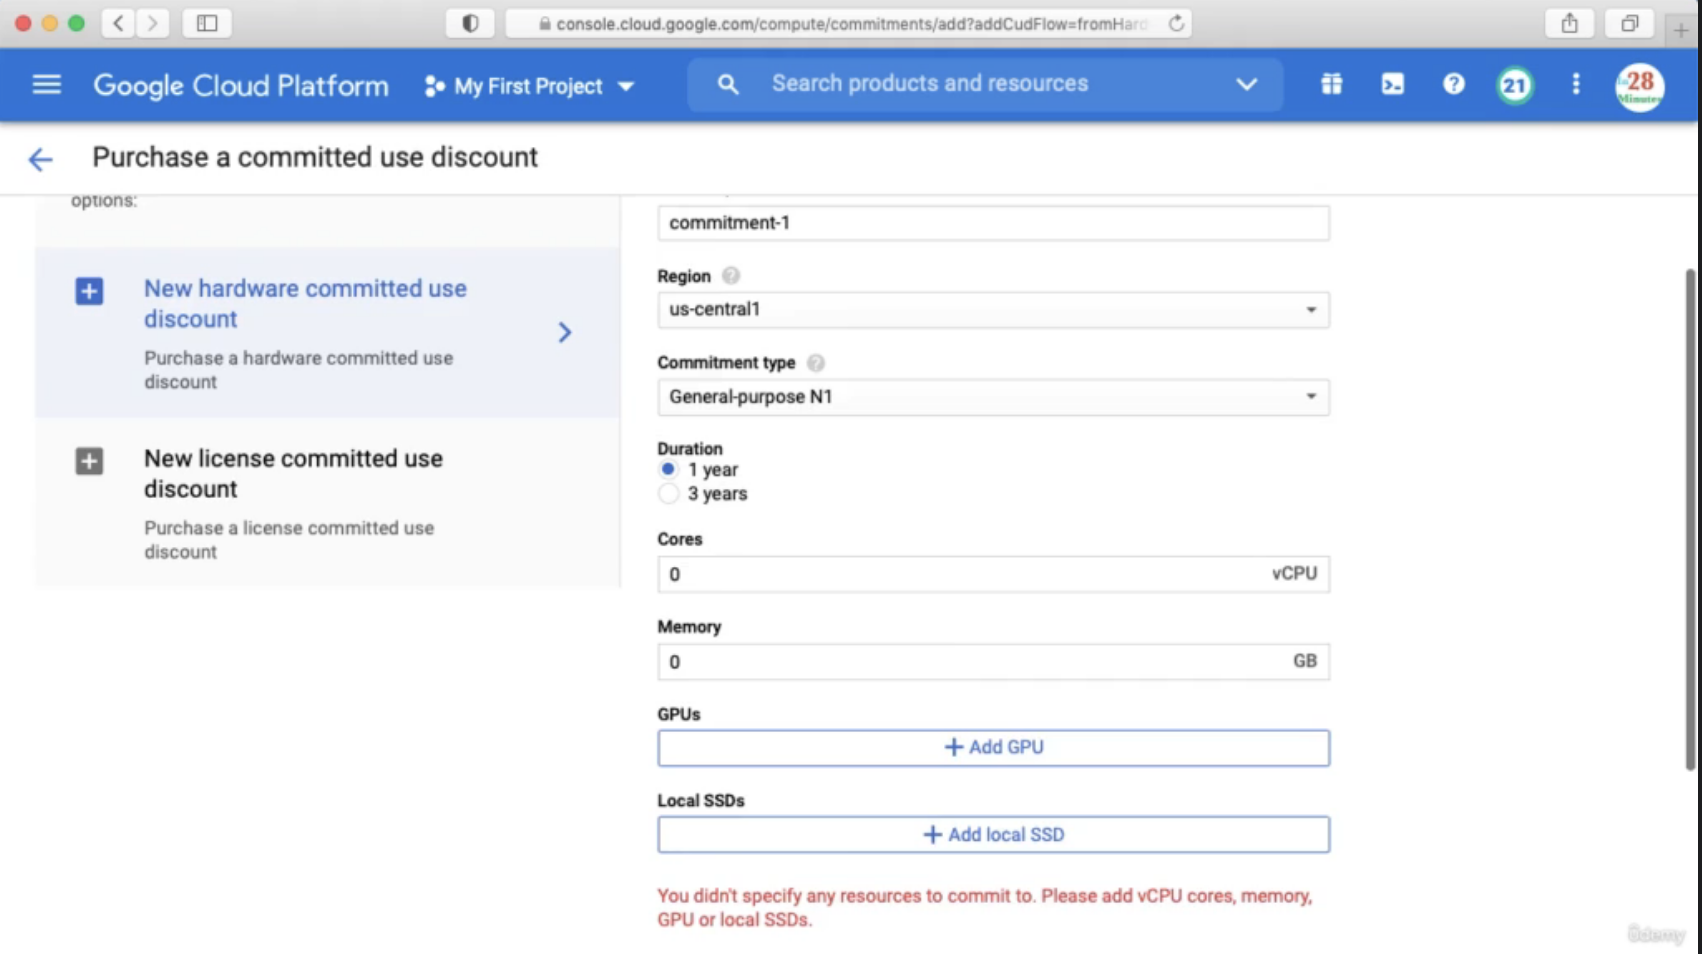 console.cloud.google.com/compute/commitments/add?addCudFlow=fromHard
Google Cloud Platform
My First Project
Search products and resources
21
28
Minutes
Purchase a committed use discount
options:
New hardware committed use
discount
Purchase a hardware committed use
discount
New license committed use
discount
Purchase a license committed use
discount
commitment-1
Region
us-central1
Commitment type
General-purpose N1
Duration
1 year
3 years
Cores
0 vCPU
Memory
0 GB
GPUs
+ Add GPU
Local SSDs
+ Add local SSD
You didn't specify any resources to commit to. Please add vCPU cores, memory,
GPU or local SSDs.
Udemy